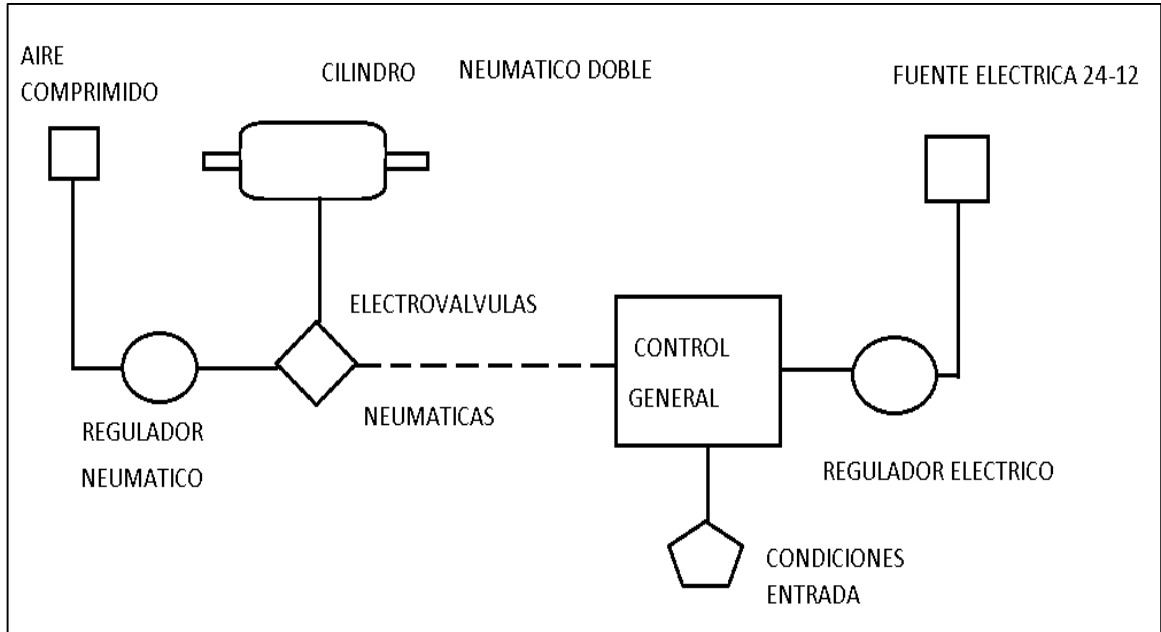 AIRE
COMPRIMIDO
CILINDRO NEUMATICO DOBLE
FUENTE ELECTRICA 24-12
ELECTROVALVULAS
NEUMATICAS
REGULADOR
NEUMATICO
CONTROL
GENERAL
REGULADOR ELECTRICO
CONDICIONES
ENTRADA